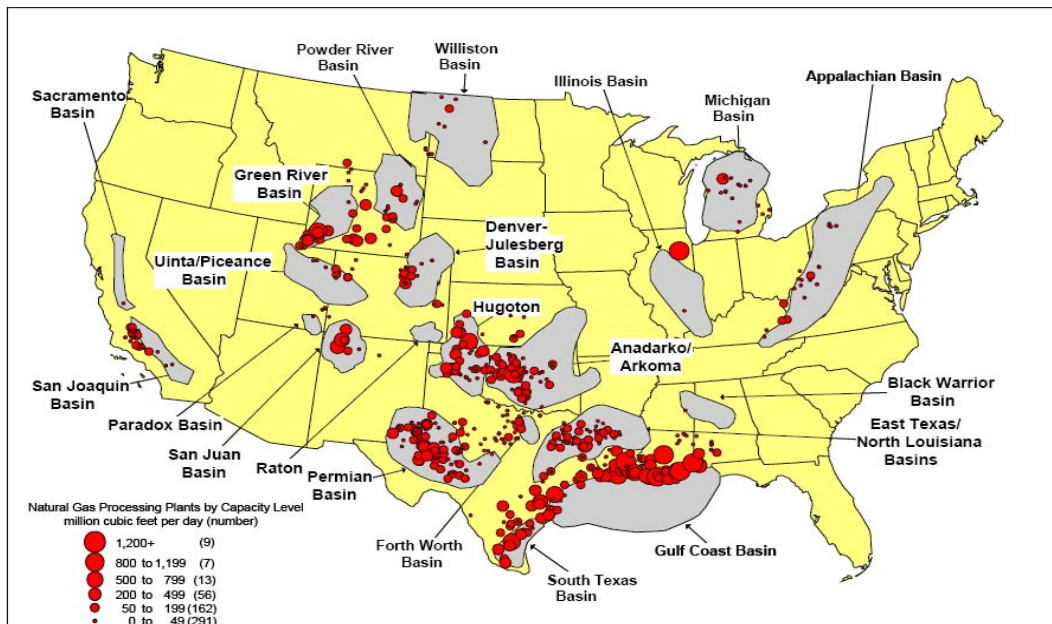 Powder River
Basin
Williston
Basin
Illinois Basin
Appalachian Basin
Michigan
Basin
Sacramento
Basin
Green River
Basin
Denver-
Julesberg
Basin
Uinta/Piceance
Basin
Hugoton
Anadarko/
Arkoma
San Joaquin
Basin
Paradox Basin
San Juan
Basin
Raton
Permian
Basin
Black Warrior
Basin
East Texas/
North Louisiana
Basins
Forth Worth
Basin
South Texas
Basin
Gulf Coast Basin
Natural Gas Processing Plants by Capacity Level
million cubic feet per day (number)
1,200+ (9)
800 to 1,199 (7)
500 to 799 (13)
200 to 499 (56)
50 to 199 (162)
0 to 49 (291)